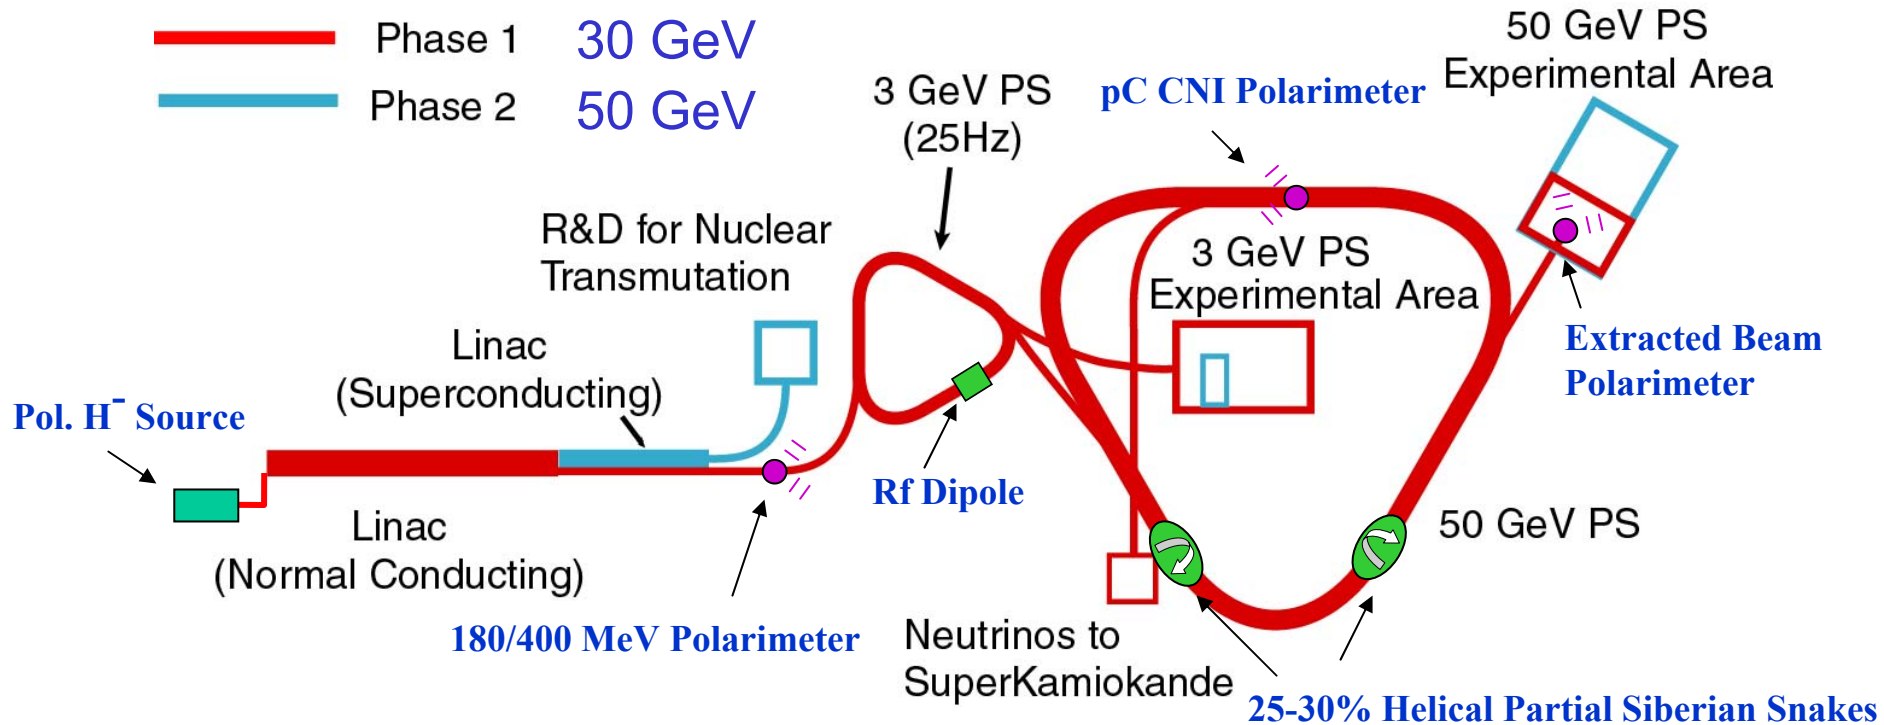 Phase 1 30 GeV
Phase 2 50 GeV
50 GeV PS
Experimental Area
3 GeV PS
(25Hz)
pC CNI Polarimeter
R&D for Nuclear
Transmutation
3 GeV PS
Experimental Area
Linac
(Superconducting)
Extracted Beam
Polarimeter
Pol. H⁻ Source
Rf Dipole
Linac
(Normal Conducting)
50 GeV PS
180/400 MeV Polarimeter
Neutrinos to
SuperKamiokande
25-30% Helical Partial Siberian Snakes